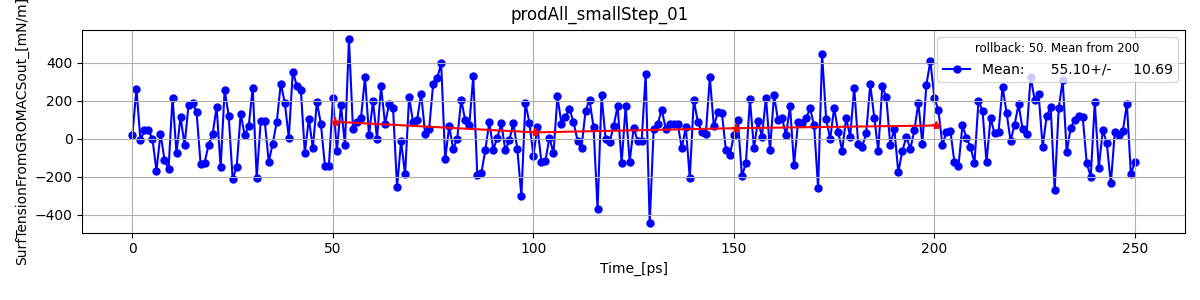 prodAll_smallStep_01
SurfTensionFromGROMACSout_[mN/m]
400
200
0
−200
−400
rollback: 50. Mean from 200
Mean: 55.10+/- 10.69
0 50 100 150 200 250
Time_[ps]